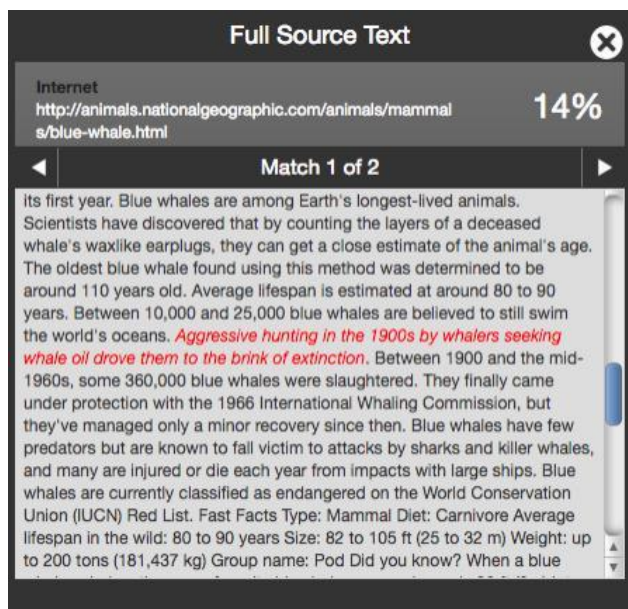 Full Source Text
Internet
http://animals.nationalgeographic.com/animals/mammal
s/blue-whale.html
14%
Match 1 of 2
its first year. Blue whales are among Earth's longest-lived animals.
Scientists have discovered that by counting the layers of a deceased
whale's waxlike earplugs, they can get a close estimate of the animal's age.
The oldest blue whale found using this method was determined to be
around 110 years old. Average lifespan is estimated at around 80 to 90
years. Between 10,000 and 25,000 blue whales are believed to still swim
the world's oceans. Aggressive hunting in the 1900s by whalers seeking
whale oil drove them to the brink of extinction. Between 1900 and the mid-
1960s, some 360,000 blue whales were slaughtered. They finally came
under protection with the 1966 International Whaling Commission, but
they've managed only a minor recovery since then. Blue whales have few
predators but are known to fall victim to attacks by sharks and killer whales,
and many are injured or die each year from impacts with large ships. Blue
whales are currently classified as endangered on the World Conservation
Union (IUCN) Red List. Fast Facts Type: Mammal Diet: Carnivore Average
lifespan in the wild: 80 to 90 years Size: 82 to 105 ft (25 to 32 m) Weight: up
to 200 tons (181,437 kg) Group name: Pod Did you know? When a blue